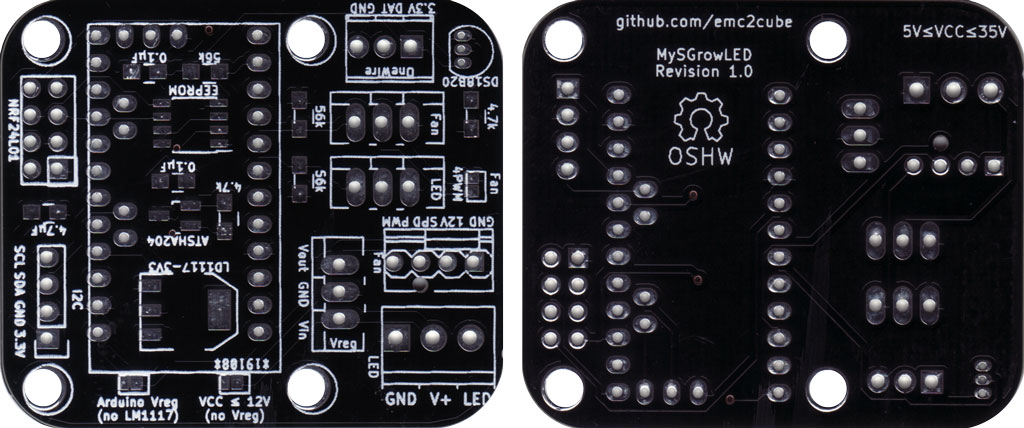 3.3V DAT GND
OneWire
DS18B20
0.1µF
56k
EEPROM
NRF24L01
56k
Fan
4.7k
0.1µF
4.7k
56k
LED
Fan
4PWM
4.7µF
ATSHA204
GND 12V SPD PWM
Fan
LD1117-3V3
SCL SDA GND 3.3V
I2C
Vout
GND
Vin
Vreg
LED
*19188*
Arduino Vreg
(no LM1117)
VCC ≤ 12V
(no Vreg)
GND V+ LED
github.com/emc2cube
5V≤VCC≤35V
MySGrowLED
Revision 1.0
OSHW